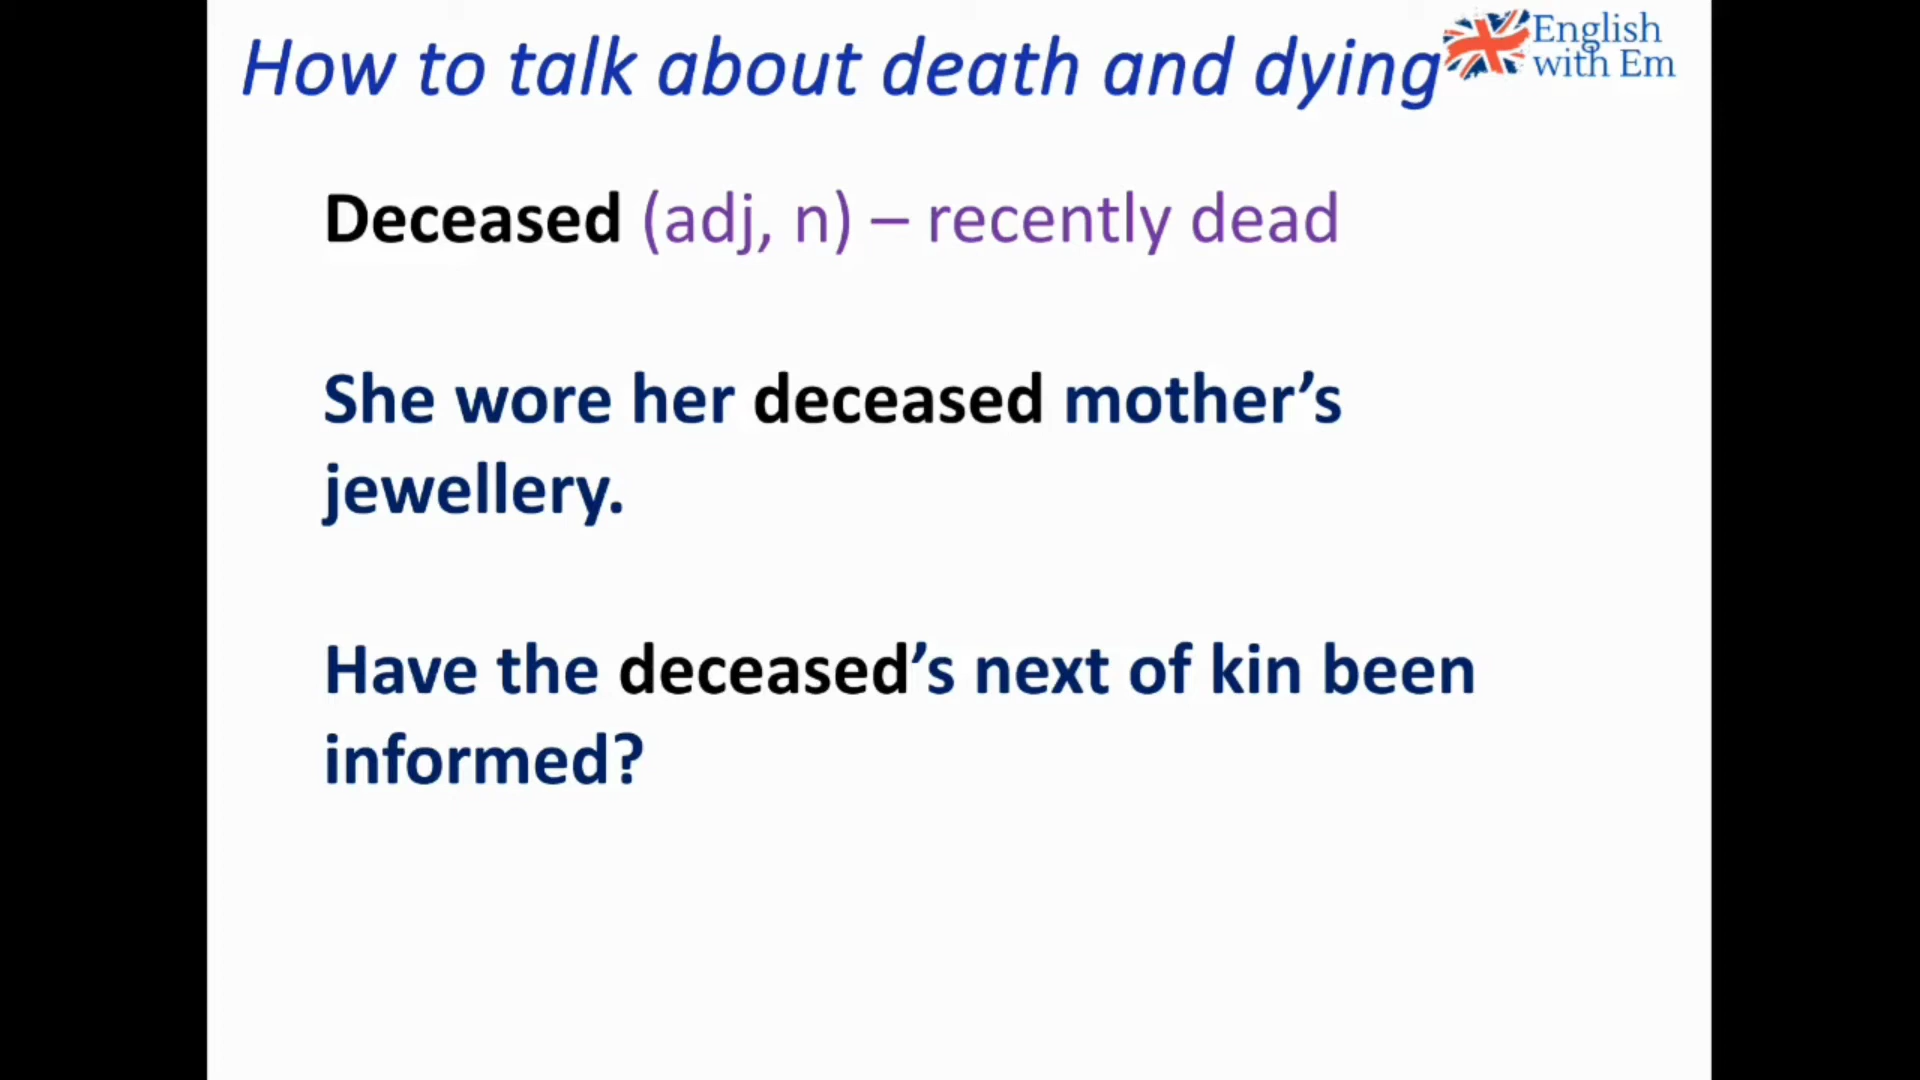 How to talk about death and dying
English
with Em
Deceased (adj, n) – recently dead
She wore her deceased mother’s
jewellery.
Have the deceased’s next of kin been
informed?